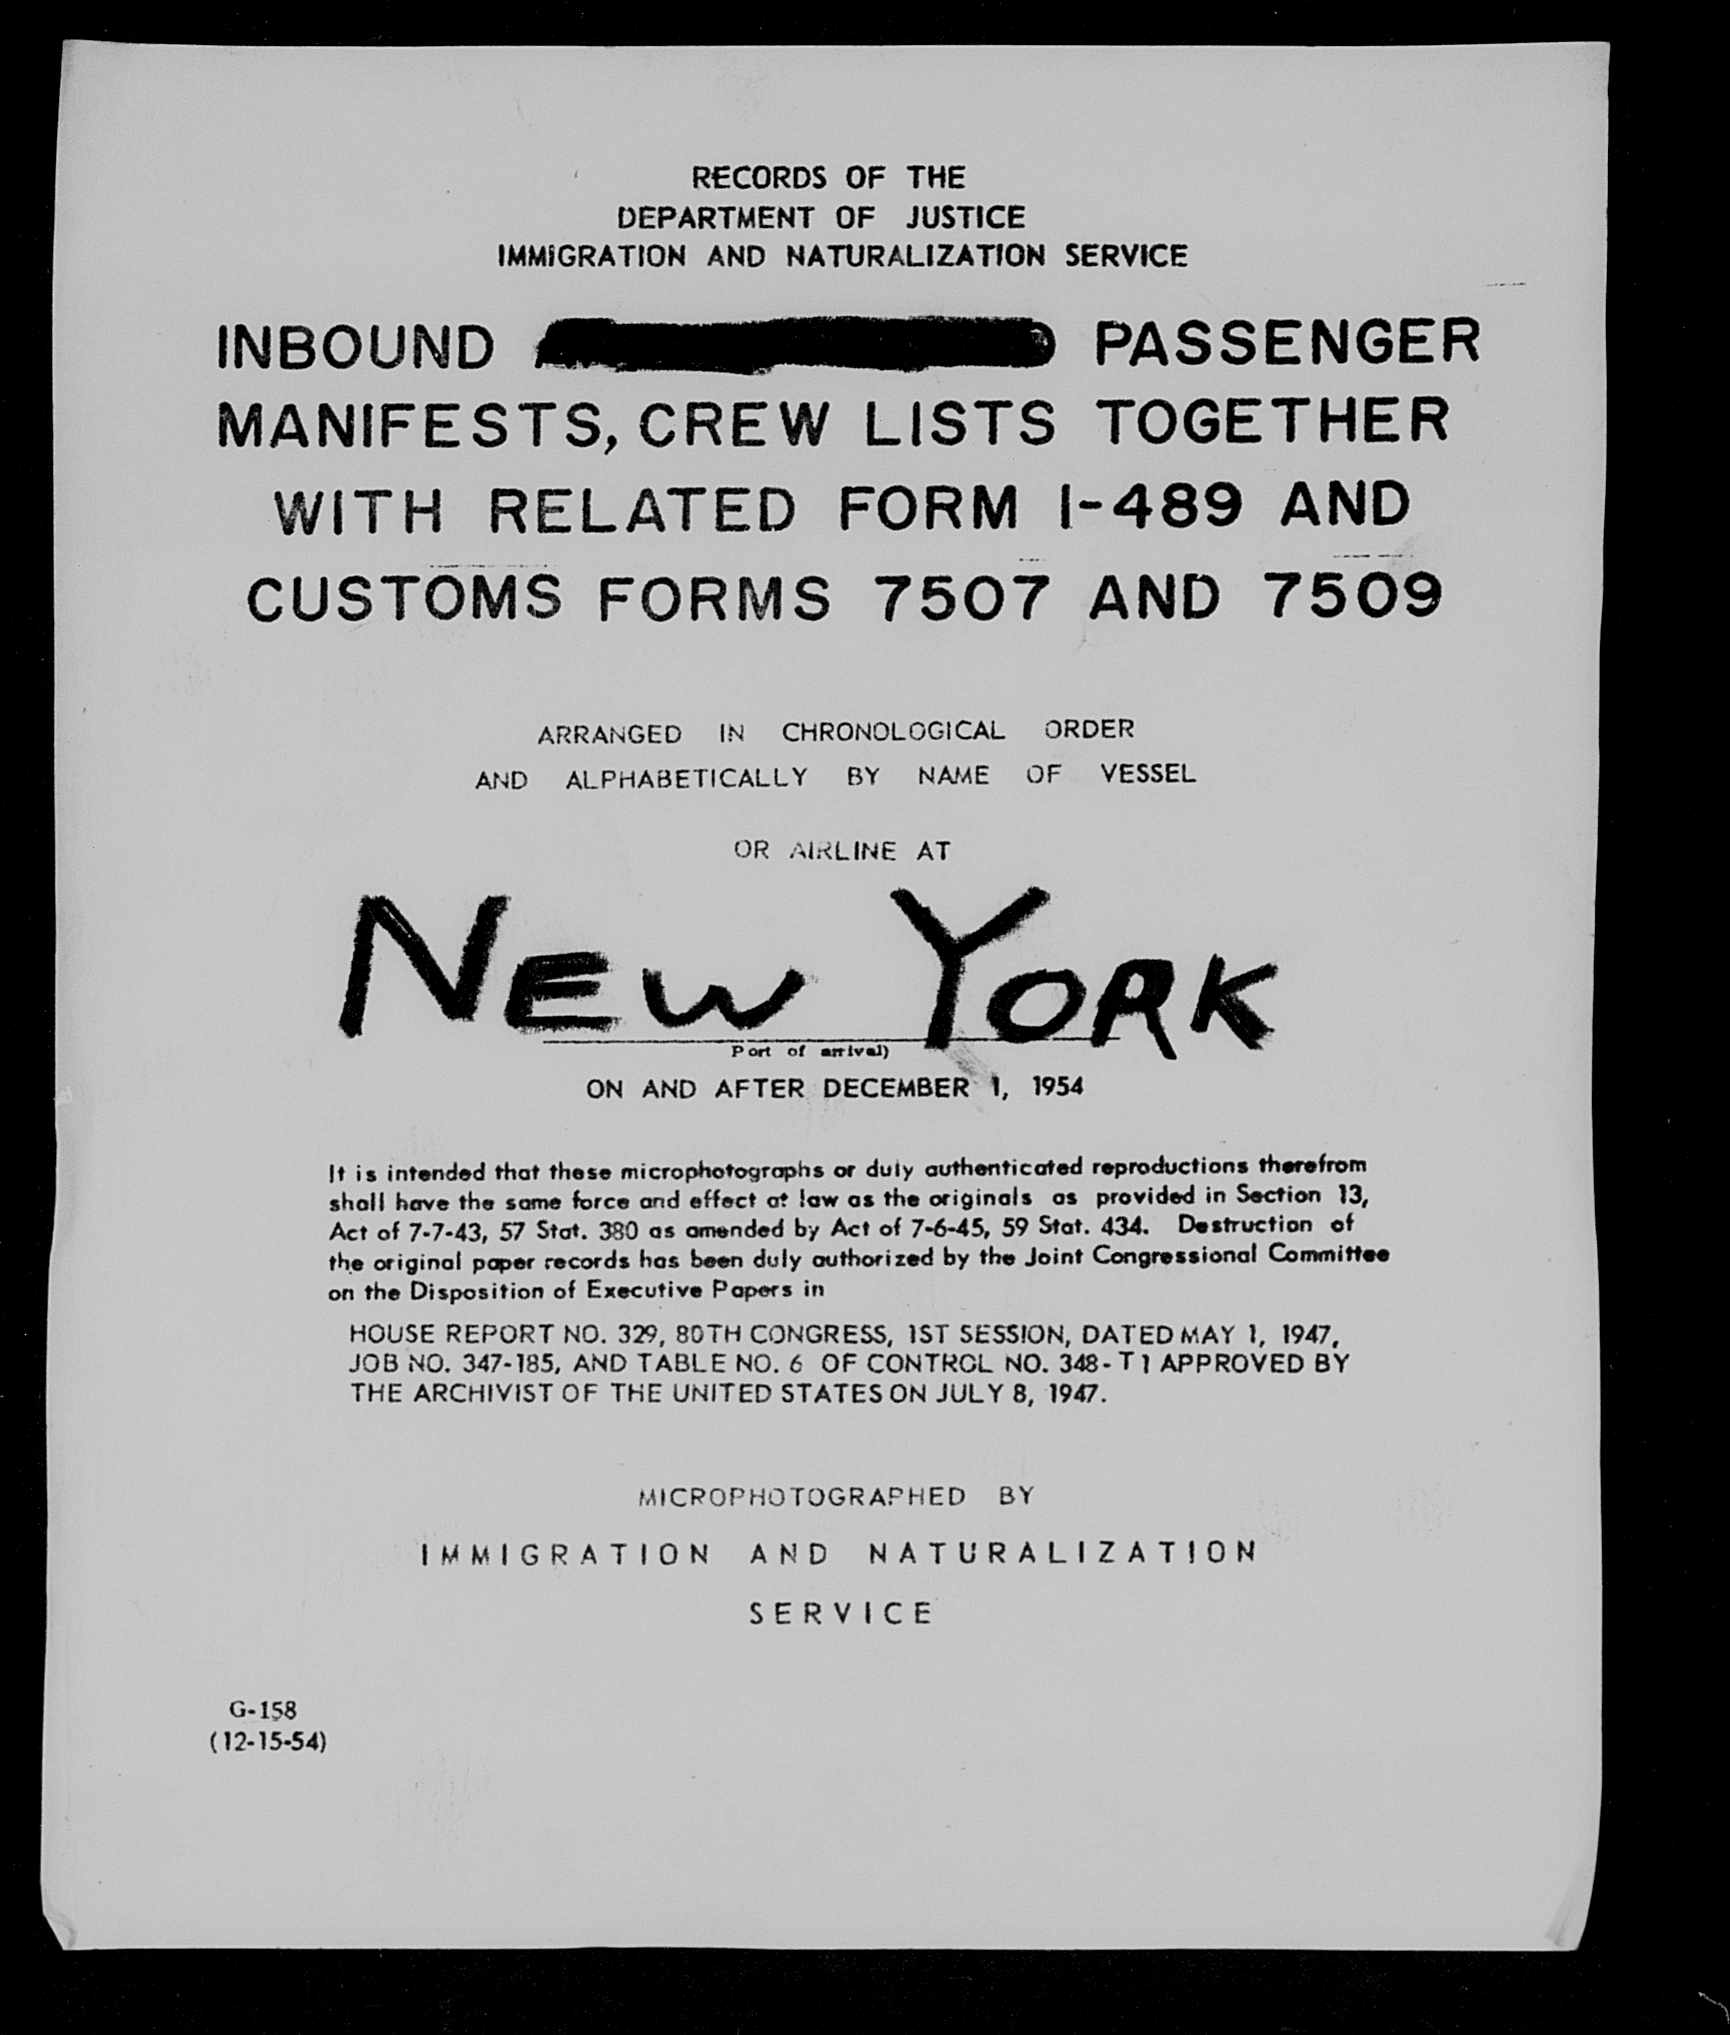 RECORDS OF THE
DEPARTMENT OF JUSTICE
IMMIGRATION AND NATURALIZATION SERVICE
INBOUND PASSENGER
MANIFESTS, CREW LISTS TOGETHER
WITH RELATED FORM I-489 AND
CUSTOMS FORMS 7507 AND 7509
ARRANGED IN CHRONOLOGICAL ORDER
AND ALPHABETICALLY BY NAME OF VESSEL
OR AIRLINE AT
NEW YORK
Port of arrival)
ON AND AFTER DECEMBER 1, 1954
It is intended that these microphotographs or duly authenticated reproductions therefrom
shall have the same force and effect at law as the originals as provided in Section 13,
Act of 7-7-43, 57 Stat. 380 as amended by Act of 7-6-45, 59 Stat. 434. Destruction of
the original paper records has been duly authorized by the Joint Congressional Committee
on the Disposition of Executive Papers in
HOUSE REPORT NO. 329, 80TH CONGRESS, 1ST SESSION, DATED MAY 1, 1947,
JOB NO. 347-185, AND TABLE NO. 6 OF CONTROL NO. 348-T1 APPROVED BY
THE ARCHIVIST OF THE UNITED STATES ON JULY 8, 1947.
MICROPHOTOGRAPHED BY
IMMIGRATION AND NATURALIZATION
SERVICE
G-158
(12-15-54)